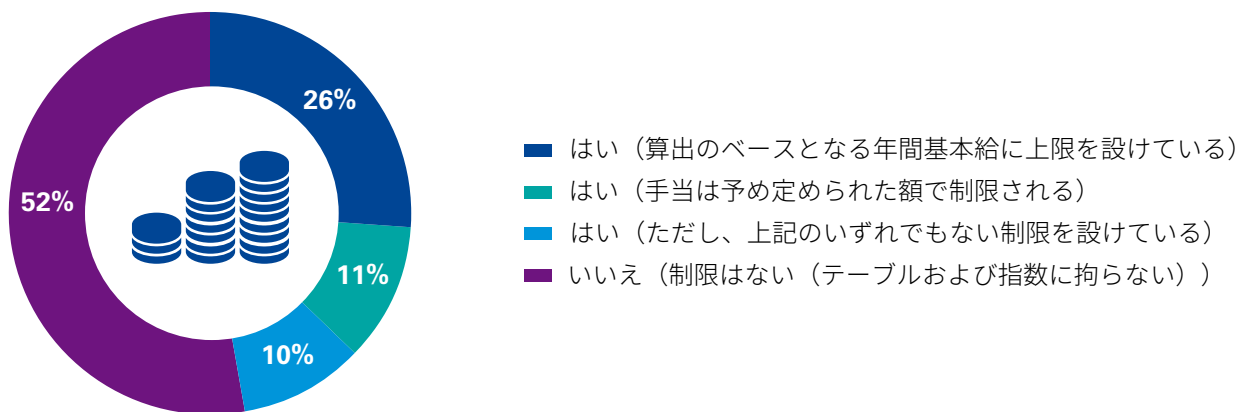 26%
11%
10%
52%
はい（算出のベースとなる年間基本給に上限を設けている）
はい（手当は予め定められた額で制限される）
はい（ただし、上記のいずれでもない制限を設けている）
いいえ（制限はない（テーブルおよび指数に拘らない））